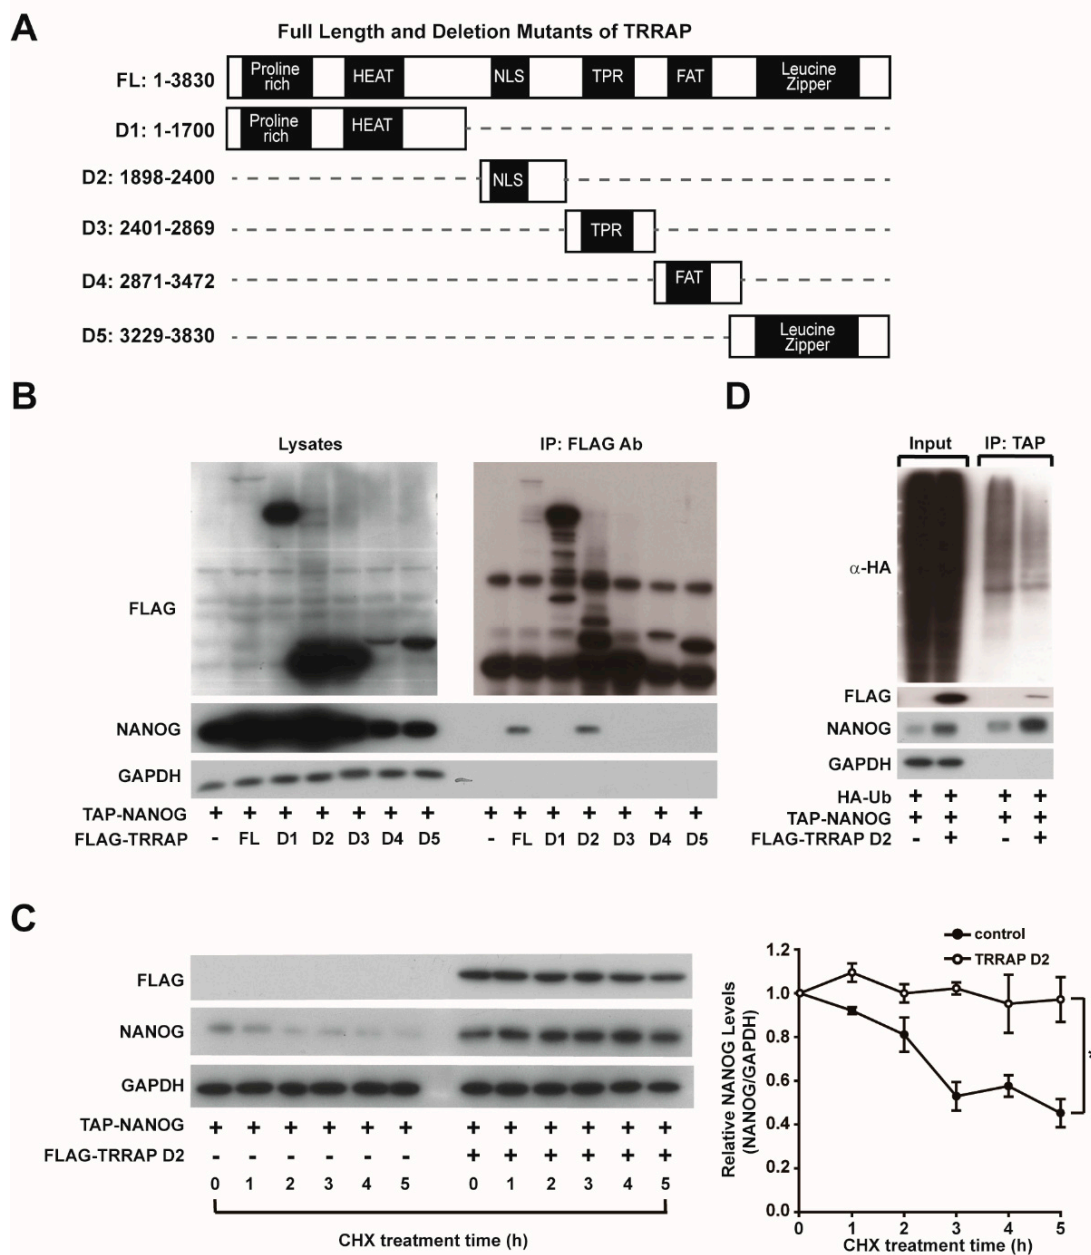 A
Full Length and Deletion Mutants of TRRAP
FL: 1-3830
Proline rich
HEAT
NLS
TPR
FAT
Leucine Zipper
D1: 1-1700
Proline rich
HEAT
D2: 1898-2400
NLS
D3: 2401-2869
TPR
D4: 2871-3472
FAT
D5: 3229-3830
Leucine Zipper
B
Lysates
IP: FLAG Ab
FLAG
NANOG
GAPDH
TAP-NANOG + + + + + + + + + + + + + +
FLAG-TRRAP - FL D1 D2 D3 D4 D5 - FL D1 D2 D3 D4 D5
D
Input
IP: TAP
α-HA
FLAG
NANOG
GAPDH
HA-Ub + + + +
TAP-NANOG + + + +
FLAG-TRRAP D2 - + - +
C
FLAG
NANOG
GAPDH
TAP-NANOG + + + + + + + + + + + +
FLAG-TRRAP D2 - - - - - - + + + + + +
0 1 2 3 4 5 0 1 2 3 4 5
CHX treatment time (h)
control
TRRAP D2
Relative NANOG Levels
(NANOG/GAPDH)
1.2
1.0
0.8
0.6
0.4
0.2
0.0
0 1 2 3 4 5
CHX treatment time (h)